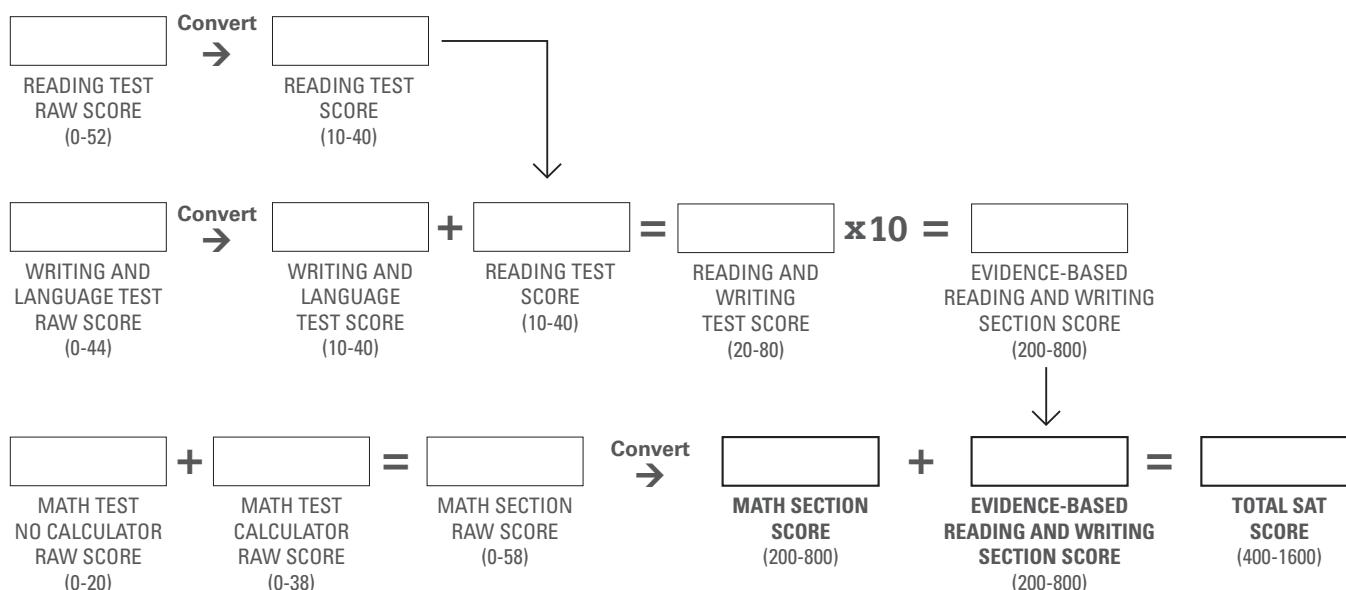 Convert
→
READING TEST
RAW SCORE
(0-52)
READING TEST
SCORE
(10-40)
Convert
→
+
=
x10 =
WRITING AND
LANGUAGE TEST
RAW SCORE
(0-44)
WRITING AND
LANGUAGE
TEST SCORE
(10-40)
READING TEST
SCORE
(10-40)
READING AND
WRITING
TEST SCORE
(20-80)
EVIDENCE-BASED
READING AND WRITING
SECTION SCORE
(200-800)
+
=
Convert
→
+
=
MATH TEST
NO CALCULATOR
RAW SCORE
(0-20)
MATH TEST
CALCULATOR
RAW SCORE
(0-38)
MATH SECTION
RAW SCORE
(0-58)
MATH SECTION
SCORE
(200-800)
EVIDENCE-BASED
READING AND WRITING
SECTION SCORE
(200-800)
TOTAL SAT
SCORE
(400-1600)